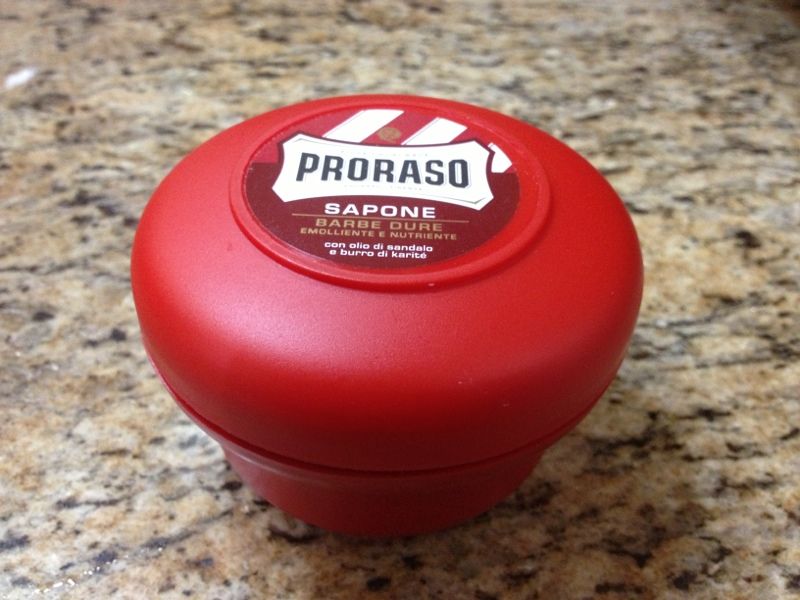 PRORASO
SAPONE
BARBE DURE
EMOLLIENTE E NUTRIENTE
con olio di sandalo
e burro di karité